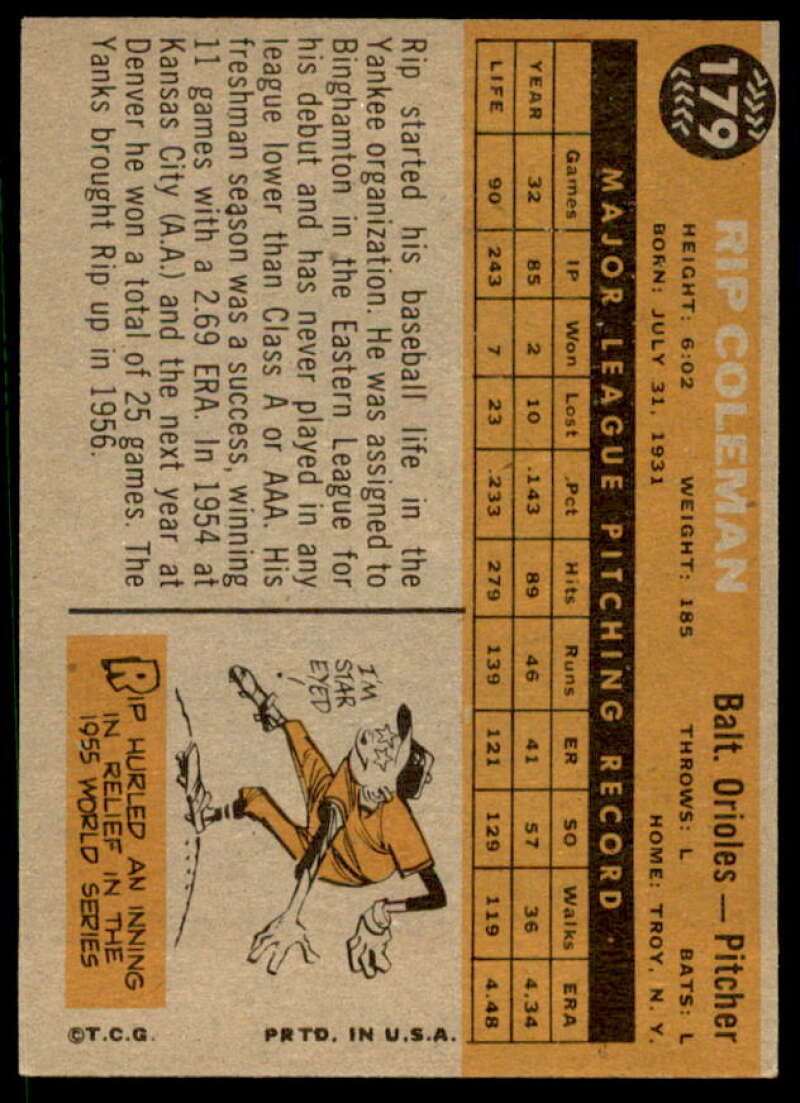 179
RIP COLEMAN Balt. Orioles — Pitcher
HEIGHT: 6:02 WEIGHT: 185 THROWS: L BATS: L
BORN: JULY 31, 1931 HOME: TROY, N. Y.
MAJOR LEAGUE PITCHING RECORD
Games IP Won Lost Pct Hits Runs ER SO Walks ERA
YEAR 32 85 2 10 .143 89 46 41 57 36 4.34
LIFE 90 243 7 23 .233 279 139 121 129 119 4.48
Rip started his baseball life in the
Yankee organization. He was assigned to
Binghamton in the Eastern League for
his debut and has never played in any
league lower than Class A or AAA. His
freshman season was a success, winning
11 games with a 2.69 ERA. In 1954 at
Kansas City (A.A.) and the next year at
Denver he won a total of 25 games. The
Yanks brought Rip up in 1956.
I'M
STAR
EYED!
RIP HURLED AN INNING
IN RELIEF IN THE
1955 WORLD SERIES
©T.C.G. PRTD. IN U.S.A.